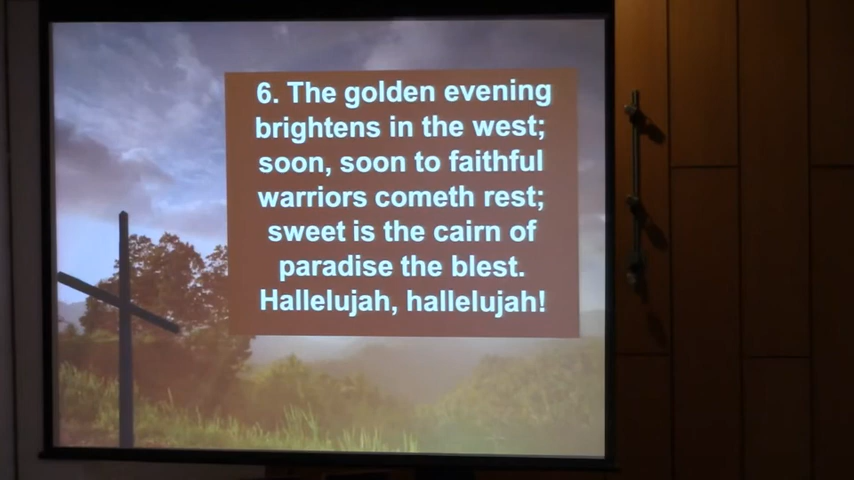 6. The golden evening
brightens in the west;
soon, soon to faithful
warriors cometh rest;
sweet is the cairn of
paradise the blest.
Hallelujah, hallelujah!